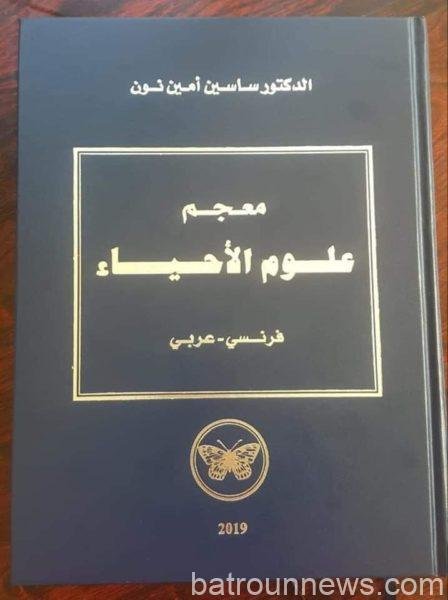 الدكتور ساسين أمين نون
معجم
علوم الأحياء
فرنسي - عربي
2019
batrounnews.com